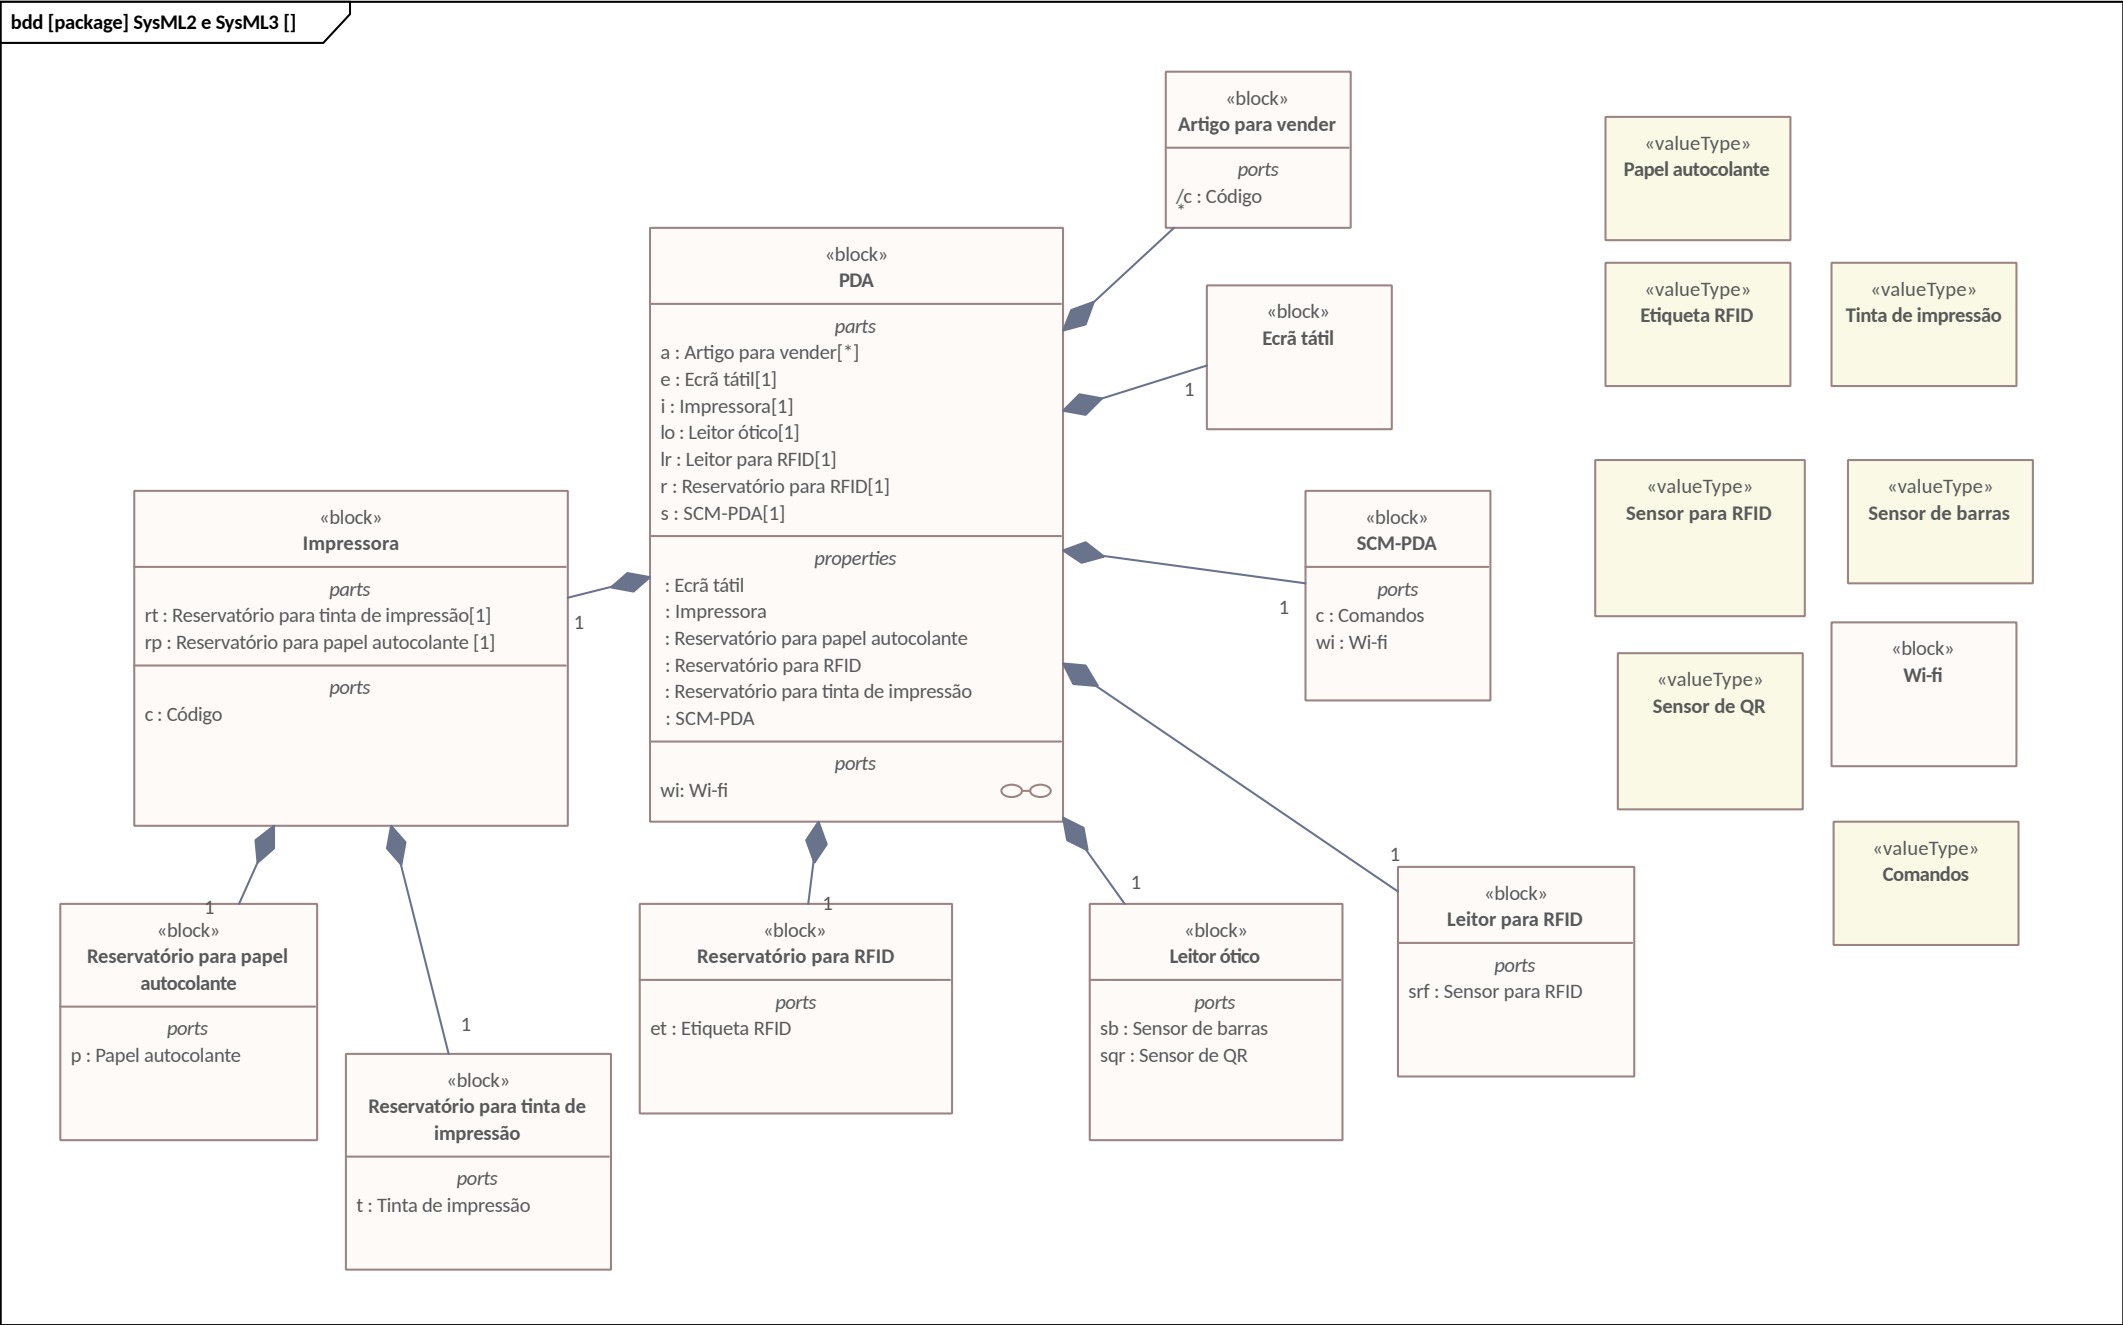 bdd [package] SysML2 e SysML3 []
«block»
Artigo para vender
ports
/c : Código
*
«valueType»
Papel autocolante
«block»
PDA
parts
a : Artigo para vender[*]
e : Ecrã tátil[1]
i : Impressora[1]
lo : Leitor ótico[1]
lr : Leitor para RFID[1]
r : Reservatório para RFID[1]
s : SCM-PDA[1]
properties
: Ecrã tátil
: Impressora
: Reservatório para papel autocolante
: Reservatório para RFID
: Reservatório para tinta de impressão
: SCM-PDA
ports
wi: Wi-fi
«block»
Ecrã tátil
1
«valueType»
Etiqueta RFID
«valueType»
Tinta de impressão
«block»
Impressora
parts
rt : Reservatório para tinta de impressão[1]
rp : Reservatório para papel autocolante [1]
ports
c : Código
1
«block»
SCM-PDA
ports
c : Comandos
wi : Wi-fi
1
«valueType»
Sensor para RFID
«valueType»
Sensor de barras
«valueType»
Sensor de QR
«block»
Wi-fi
«valueType»
Comandos
1
«block»
Reservatório para papel
autocolante
ports
p : Papel autocolante
1
«block»
Reservatório para tinta de
impressão
ports
t : Tinta de impressão
1
«block»
Reservatório para RFID
ports
et : Etiqueta RFID
1
«block»
Leitor ótico
ports
sb : Sensor de barras
sqr : Sensor de QR
1
«block»
Leitor para RFID
ports
srf : Sensor para RFID